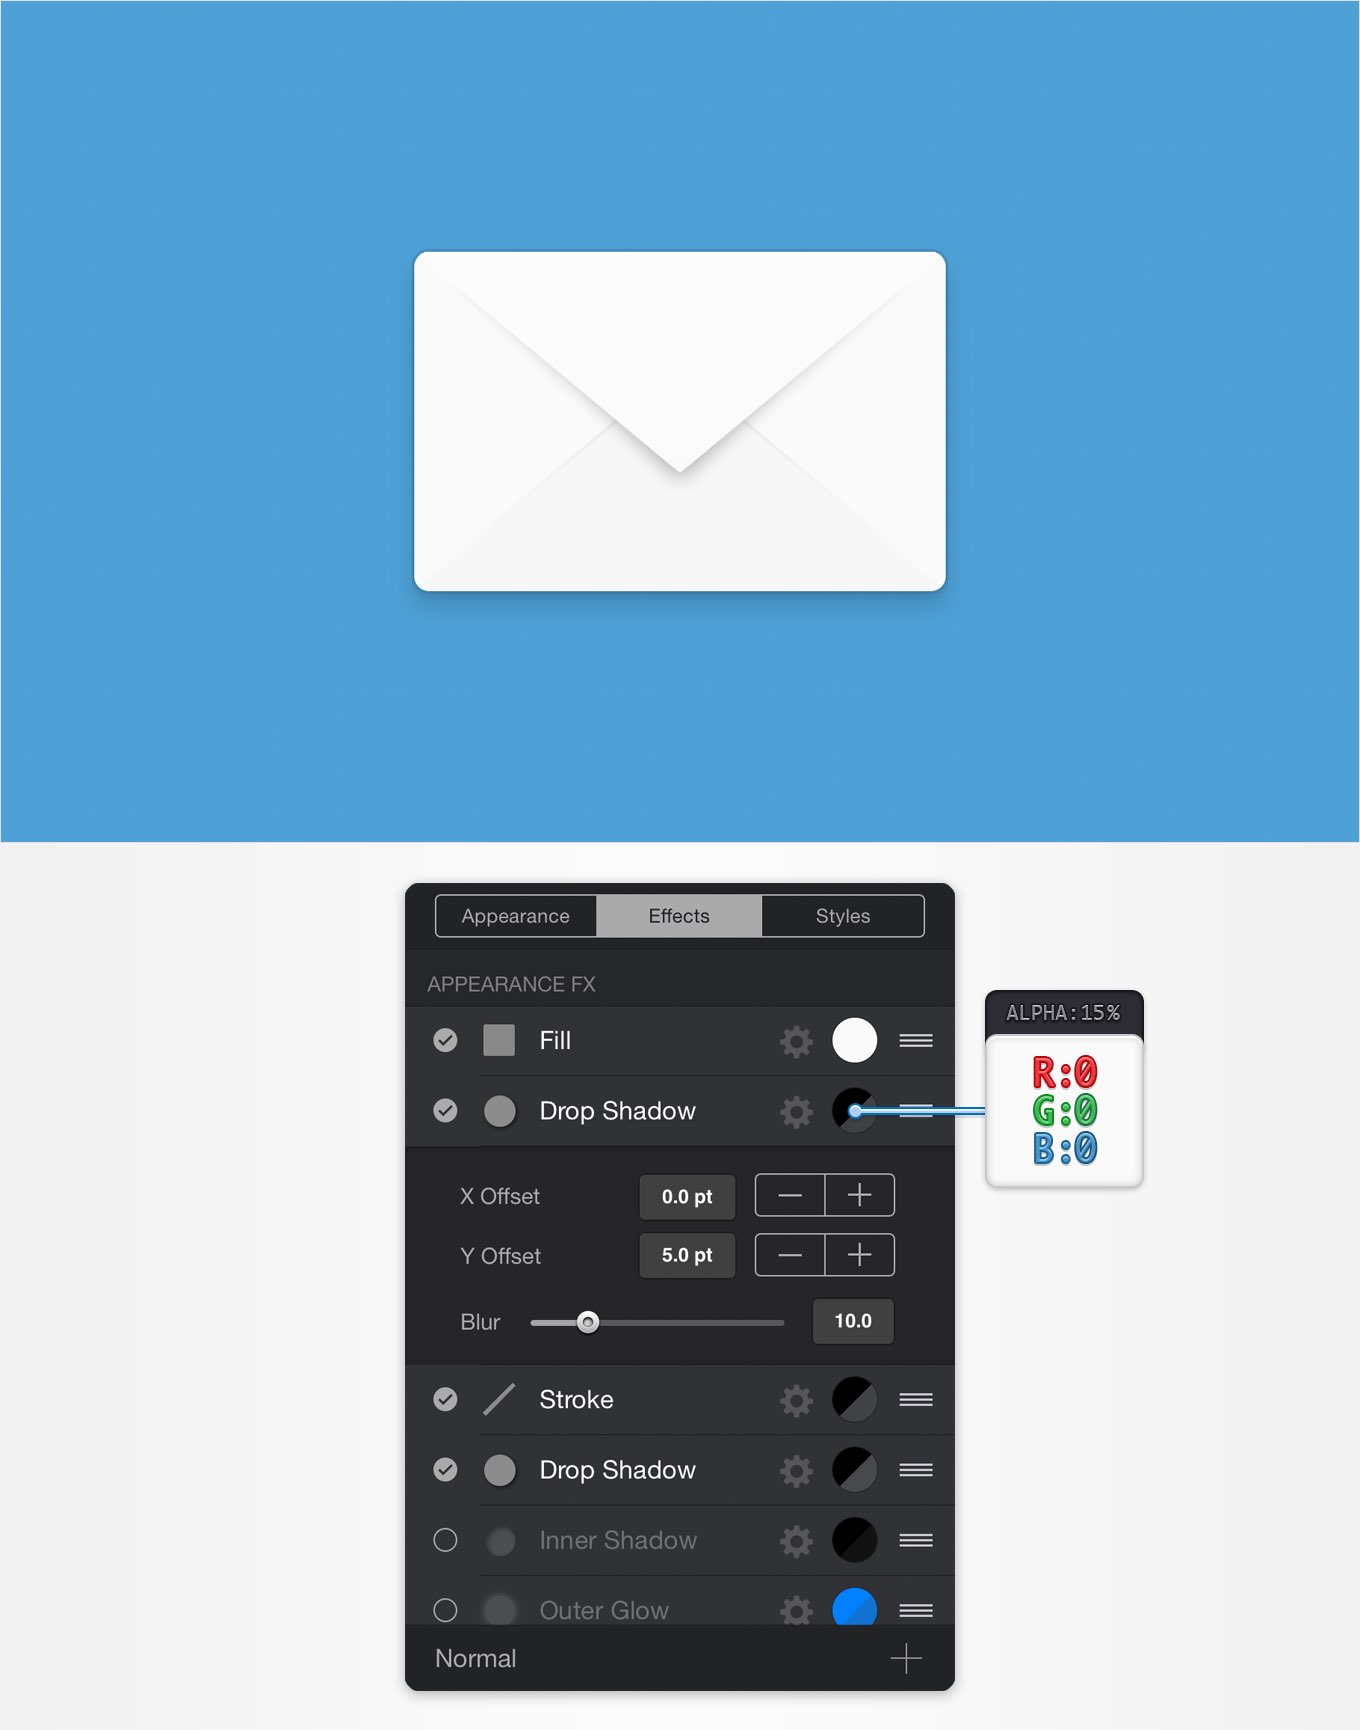 Appearance Effects Styles
APPEARANCE FX
Fill
ALPHA:15%
R:0
G:0
B:0
Drop Shadow
X Offset 0.0 pt
Y Offset 5.0 pt
Blur 10.0
Stroke
Drop Shadow
Inner Shadow
Outer Glow
Normal